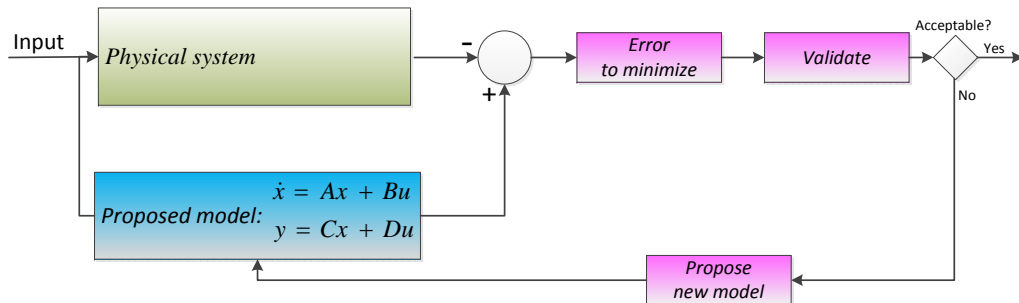 Input
Physical system
-
+
Error
to minimize
Validate
Acceptable?
Yes
No
Proposed model:
ẋ = Ax + Bu
y = Cx + Du
Propose
new model